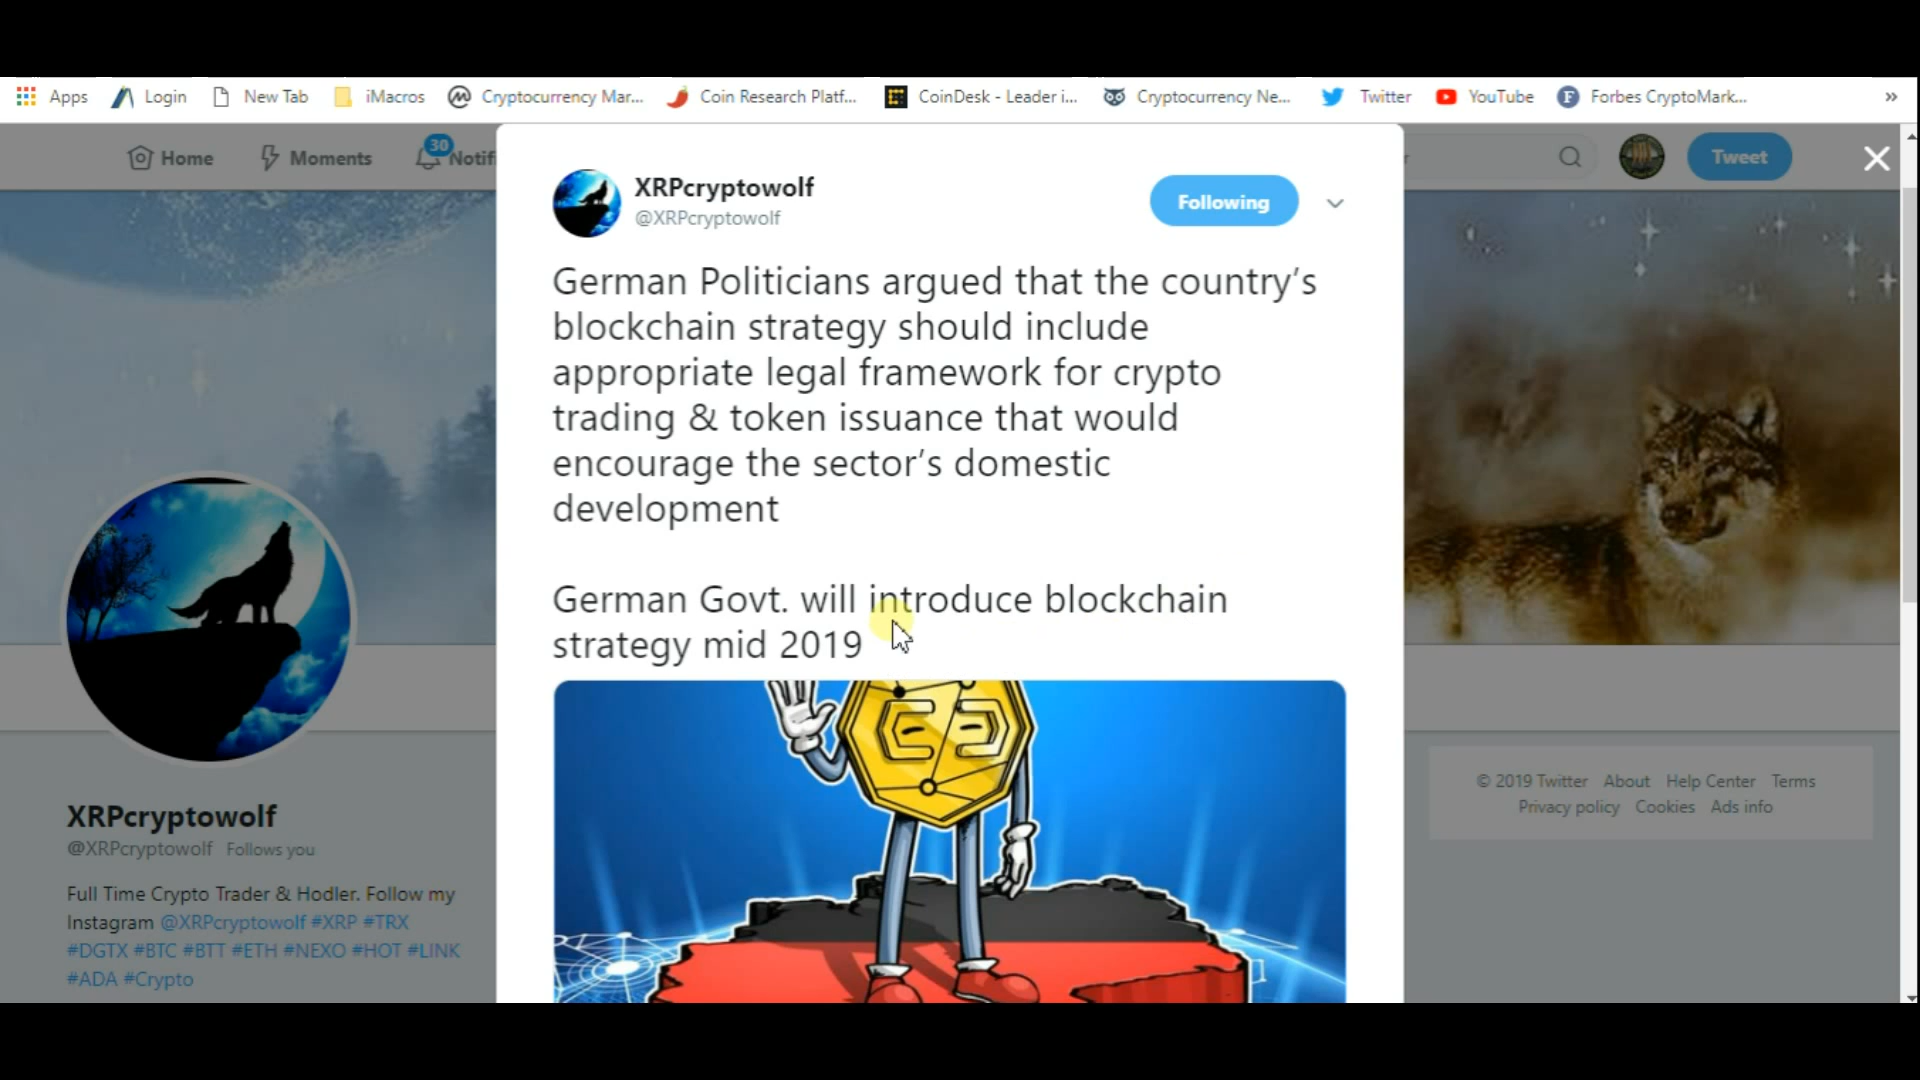 Apps Login New Tab iMacros Cryptocurrency Mar... Coin Research Platf... CoinDesk - Leader i... Cryptocurrency Ne... Twitter YouTube Forbes CryptoMark... »
Home Moments 30 Notifi Tweet
XRPcryptowolf
@XRPcryptowolf
Following
German Politicians argued that the country's
blockchain strategy should include
appropriate legal framework for crypto
trading & token issuance that would
encourage the sector's domestic
development
German Govt. will introduce blockchain
strategy mid 2019
XRPcryptowolf
@XRPcryptowolf Follows you
Full Time Crypto Trader & Hodler. Follow my
Instagram @XRPcryptowolf #XRP #TRX
#DGTX #BTC #BTT #ETH #NEXO #HOT #LINK
#ADA #Crypto
© 2019 Twitter About Help Center Terms
Privacy policy Cookies Ads info